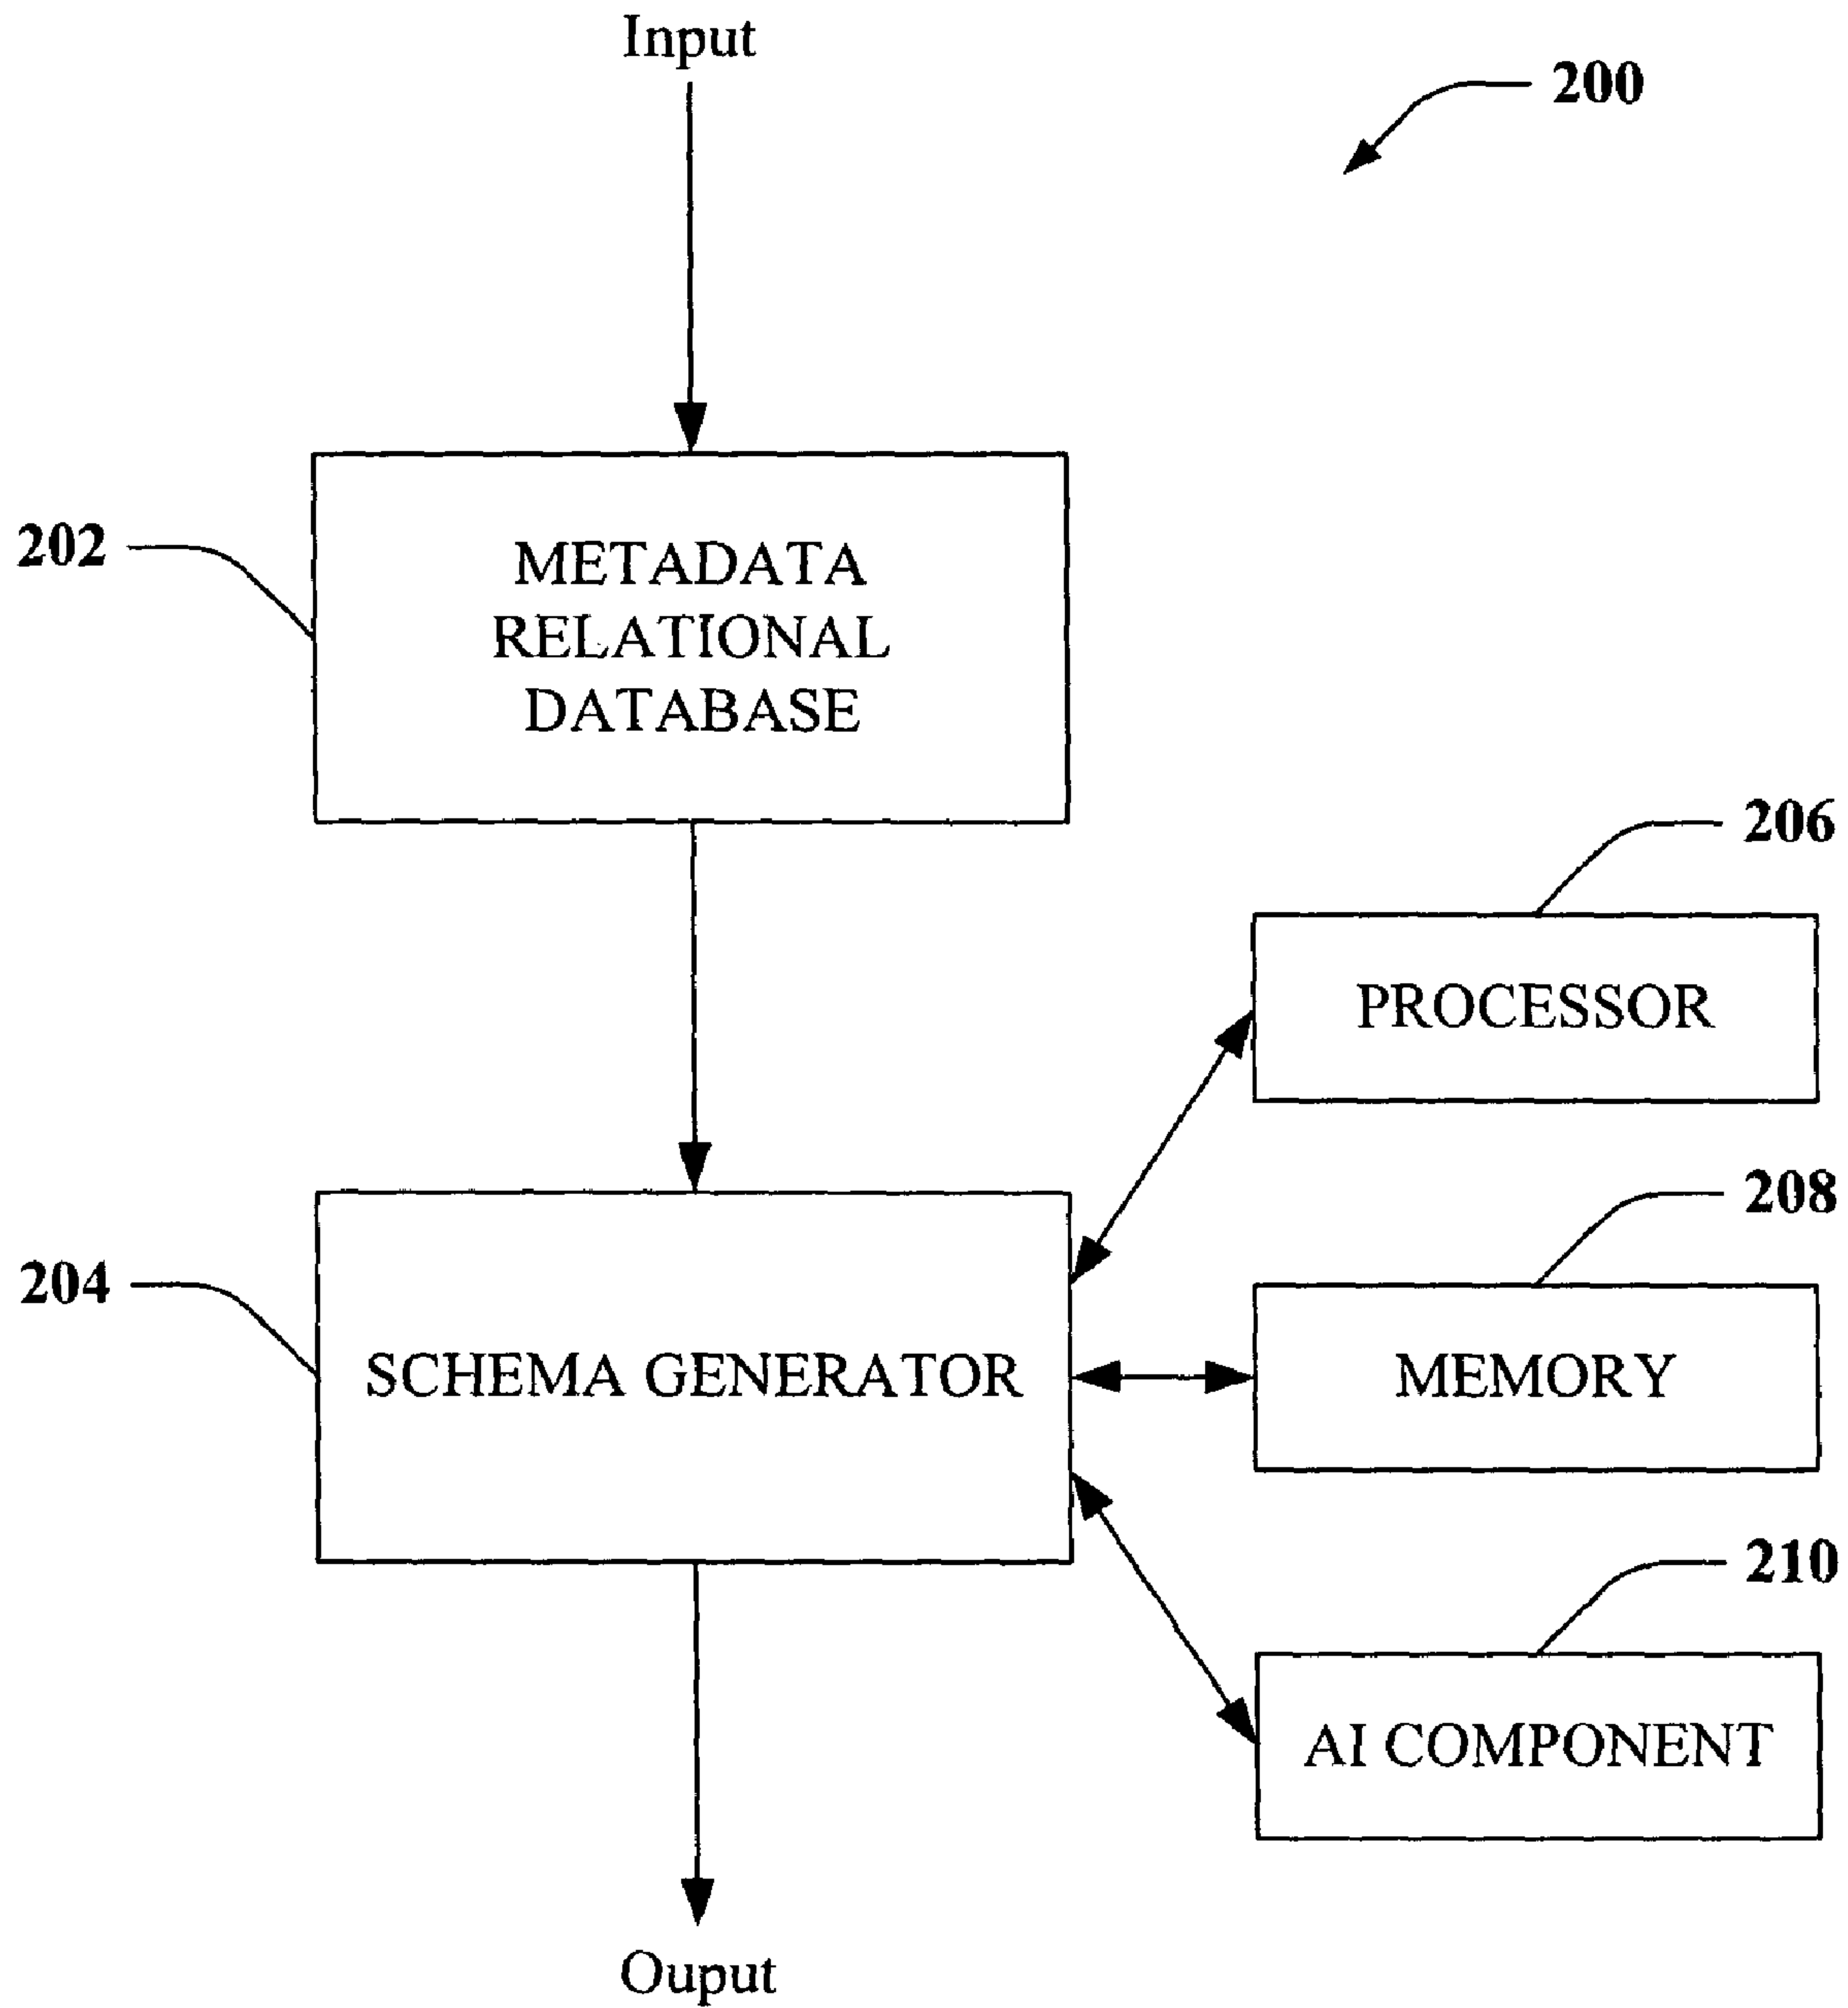 Input
200
202
METADATA
RELATIONAL
DATABASE
206
PROCESSOR
204
SCHEMA GENERATOR
208
MEMORY
210
AI COMPONENT
Ouput